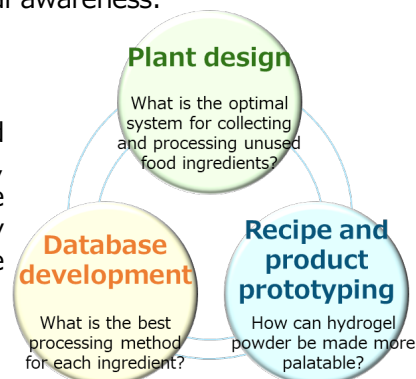 al awareness.
Plant design
What is the optimal
system for collecting
and processing unused
food ingredients?
d
,
e
y
e
Database
development
What is the best
processing method
for each ingredient?
Recipe and
product
prototyping
How can hydrogel
powder be made more
palatable?